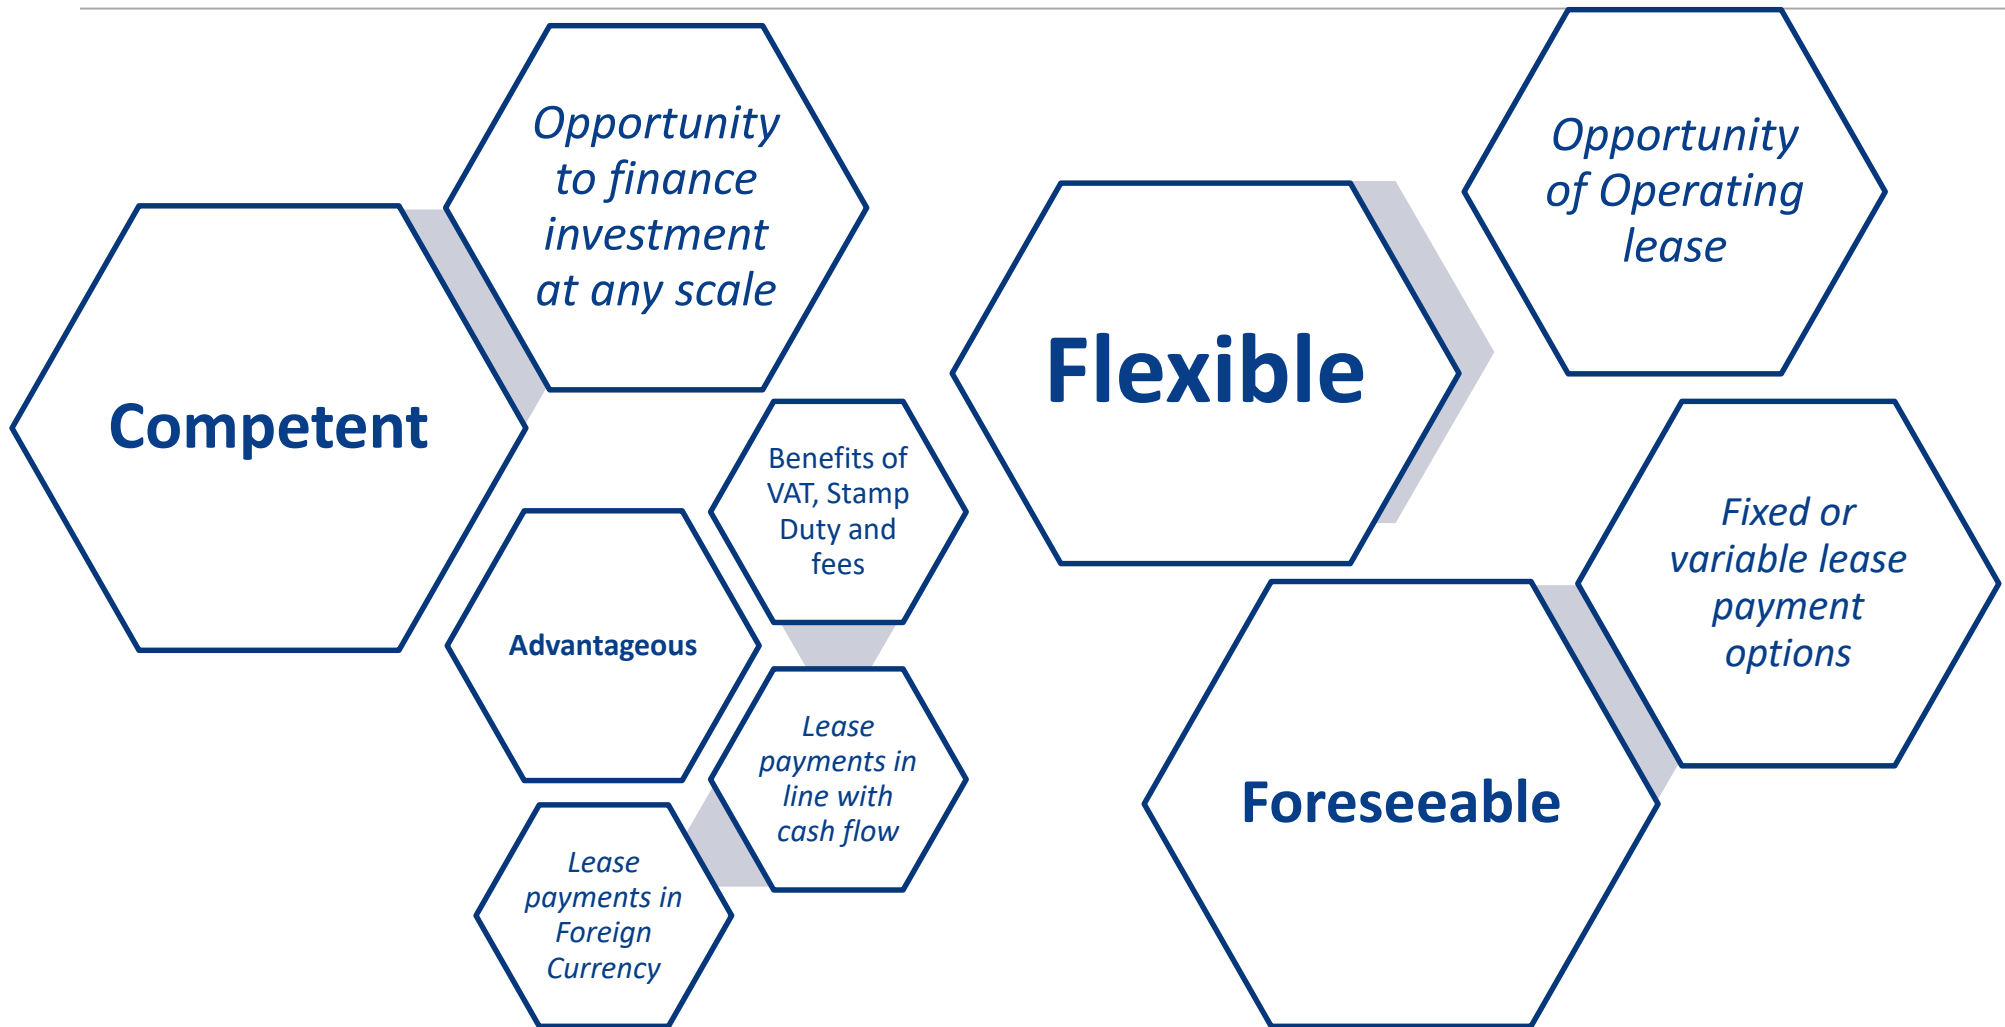 Competent
Opportunity
to finance
investment
at any scale
Advantageous
Benefits of
VAT, Stamp
Duty and
fees
Lease
payments in
line with
cash flow
Lease
payments in
Foreign
Currency
Flexible
Opportunity
of Operating
lease
Foreseeable
Fixed or
variable lease
payment
options